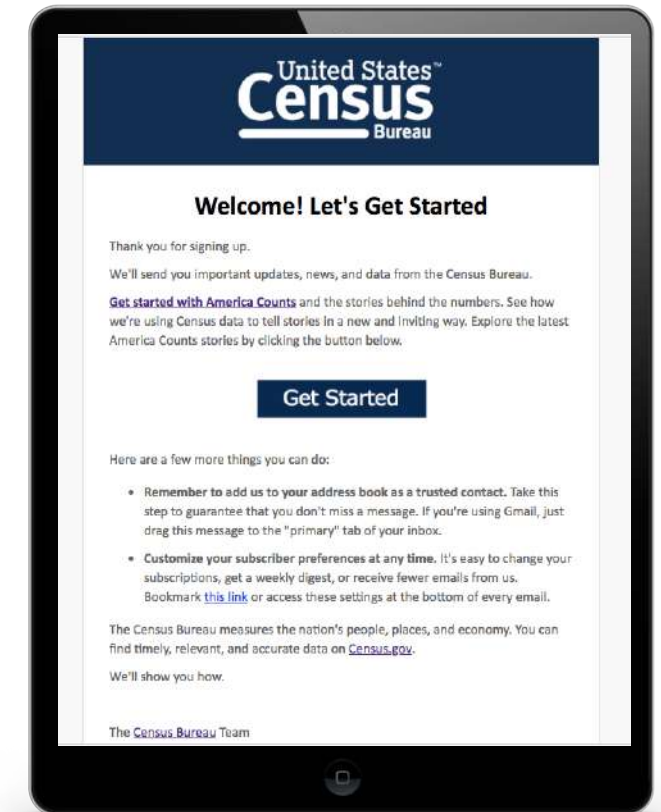 United States™
Census
Bureau
Welcome! Let's Get Started
Thank you for signing up.
We'll send you important updates, news, and data from the Census Bureau.
Get started with America Counts and the stories behind the numbers. See how
we're using Census data to tell stories in a new and inviting way. Explore the latest
America Counts stories by clicking the button below.
Get Started
Here are a few more things you can do:
• Remember to add us to your address book as a trusted contact. Take this
step to guarantee that you don't miss a message. If you're using Gmail, just
drag this message to the "primary" tab of your inbox.
• Customize your subscriber preferences at any time. It's easy to change your
subscriptions, get a weekly digest, or receive fewer emails from us.
Bookmark this link or access these settings at the bottom of every email.
The Census Bureau measures the nation's people, places, and economy. You can
find timely, relevant, and accurate data on Census.gov.
We'll show you how.
The Census Bureau Team